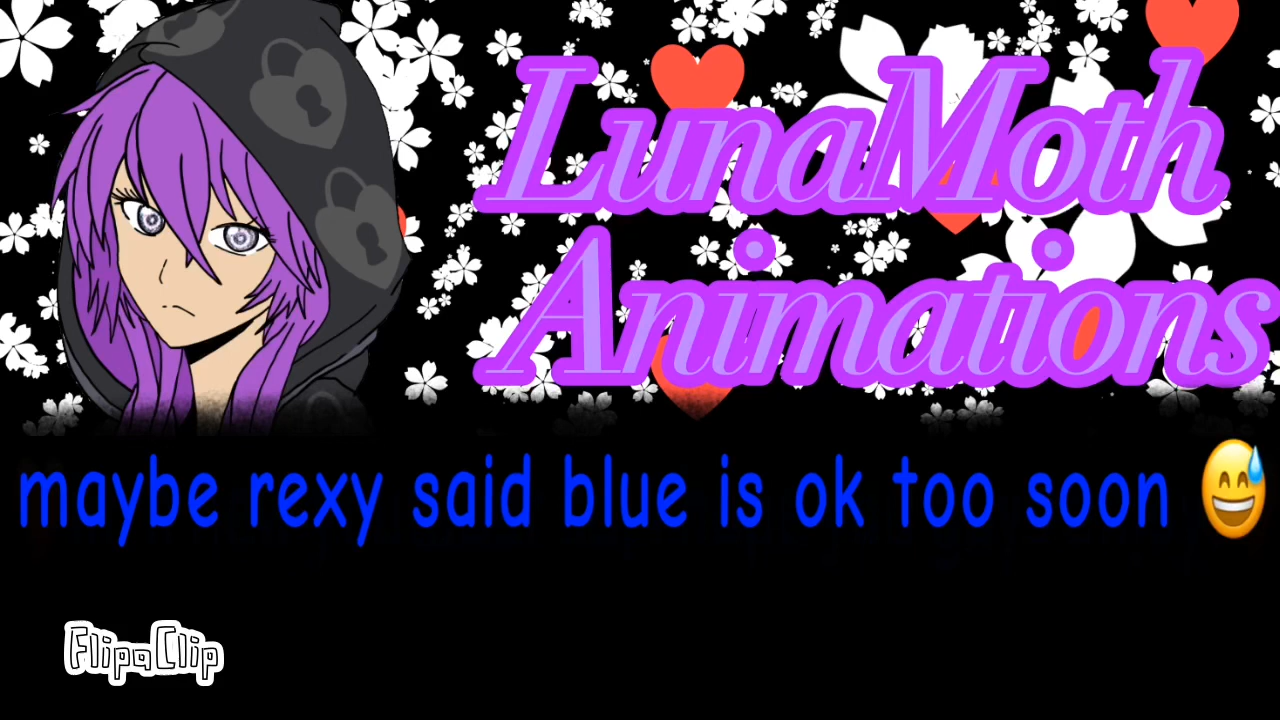 LunaMoth
Animations
maybe rexy said blue is ok too soon 😅
FlipaClip